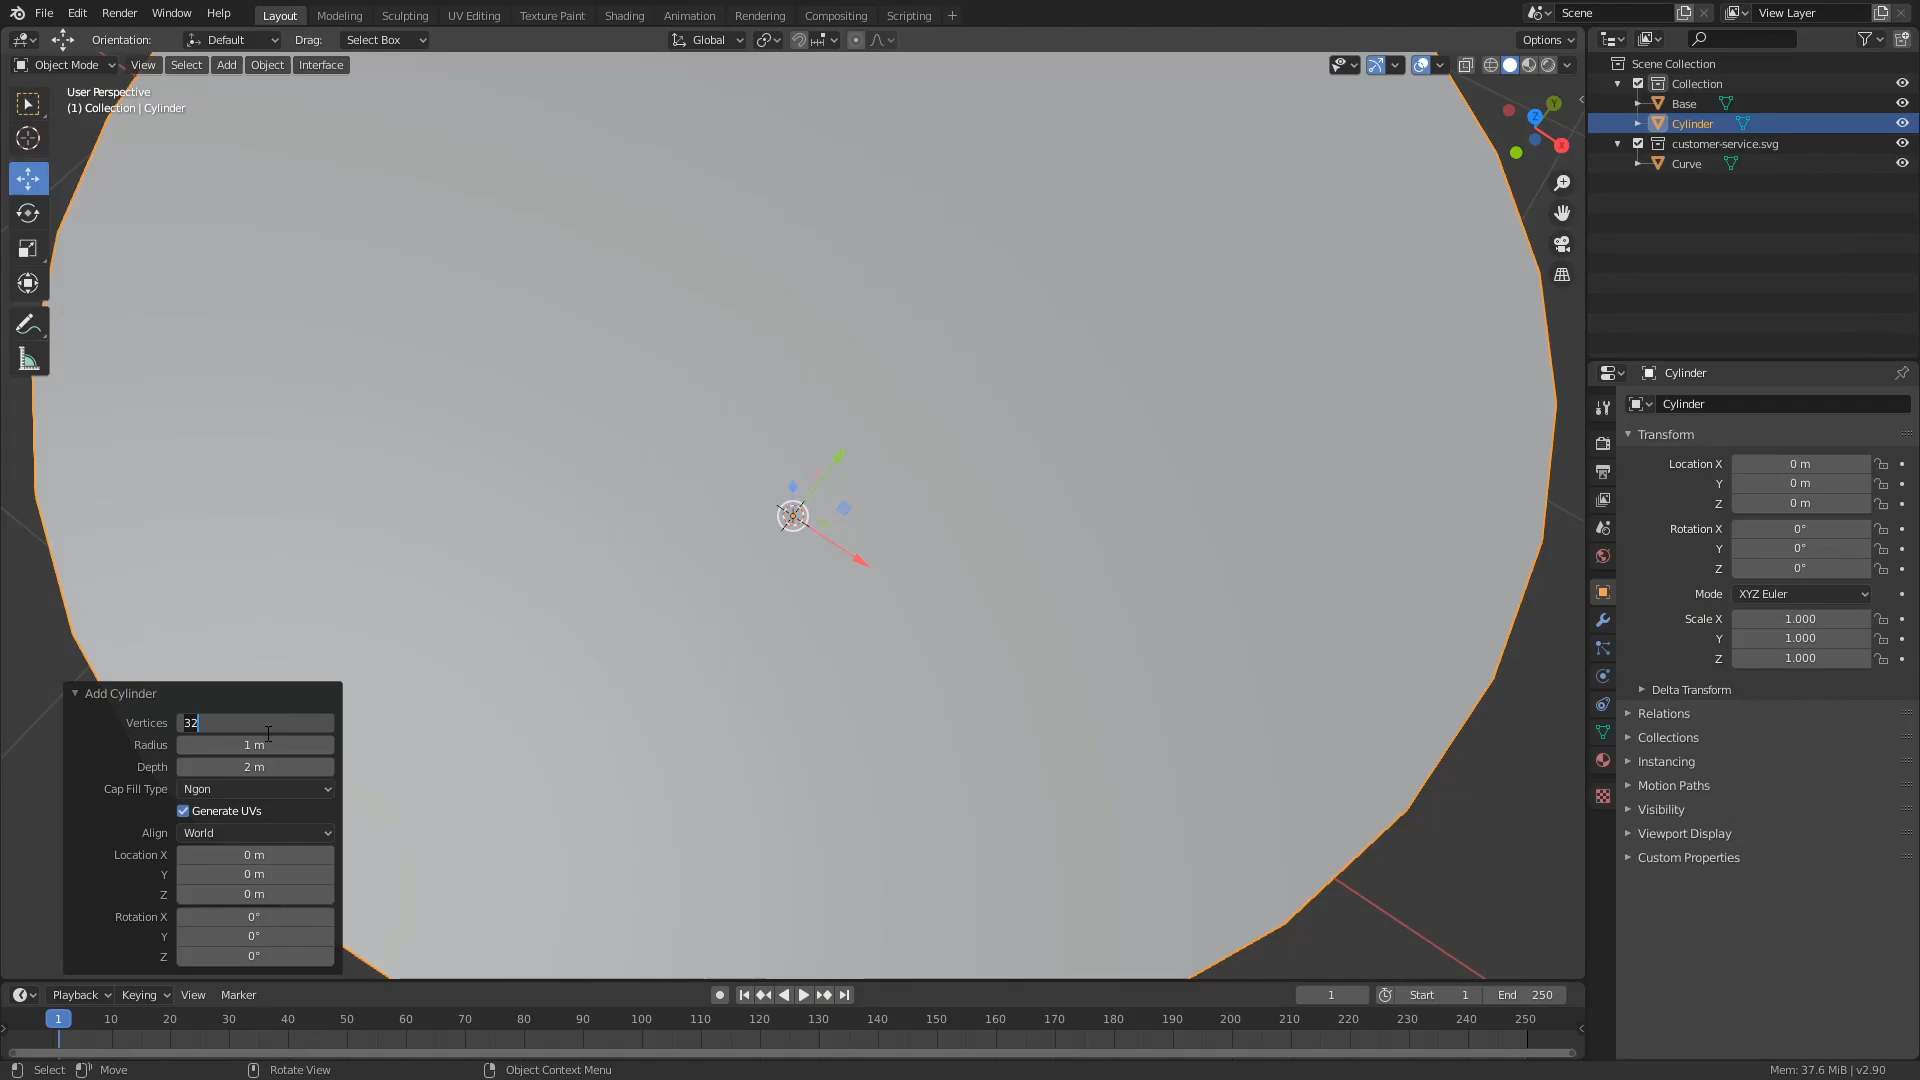 File Edit Render Window Help Layout Modeling Sculpting UV Editing Texture Paint Shading Animation Rendering Compositing Scripting + Scene View Layer
Orientation: Default Drag: Select Box Global Options
Object Mode View Select Add Object Interface
User Perspective
(1) Collection | Cylinder
Scene Collection
Collection
Base
Cylinder
customer-service.svg
Curve
Y
Z
X
Cylinder
Cylinder
Transform
Location X 0 m
Y 0 m
Z 0 m
Rotation X 0°
Y 0°
Z 0°
Mode XYZ Euler
Scale X 1.000
Y 1.000
Z 1.000
Delta Transform
Relations
Collections
Instancing
Motion Paths
Visibility
Viewport Display
Custom Properties
Add Cylinder
Vertices 32
Radius 1 m
Depth 2 m
Cap Fill Type Ngon
Generate UVs
Align World
Location X 0 m
Y 0 m
Z 0 m
Rotation X 0°
Y 0°
Z 0°
Playback Keying View Marker 1 Start 1 End 250
1 10 20 30 40 50 60 70 80 90 100 110 120 130 140 150 160 170 180 190 200 210 220 230 240 250
Select Move Rotate View Object Context Menu Mem: 37.6 MiB | v2.90